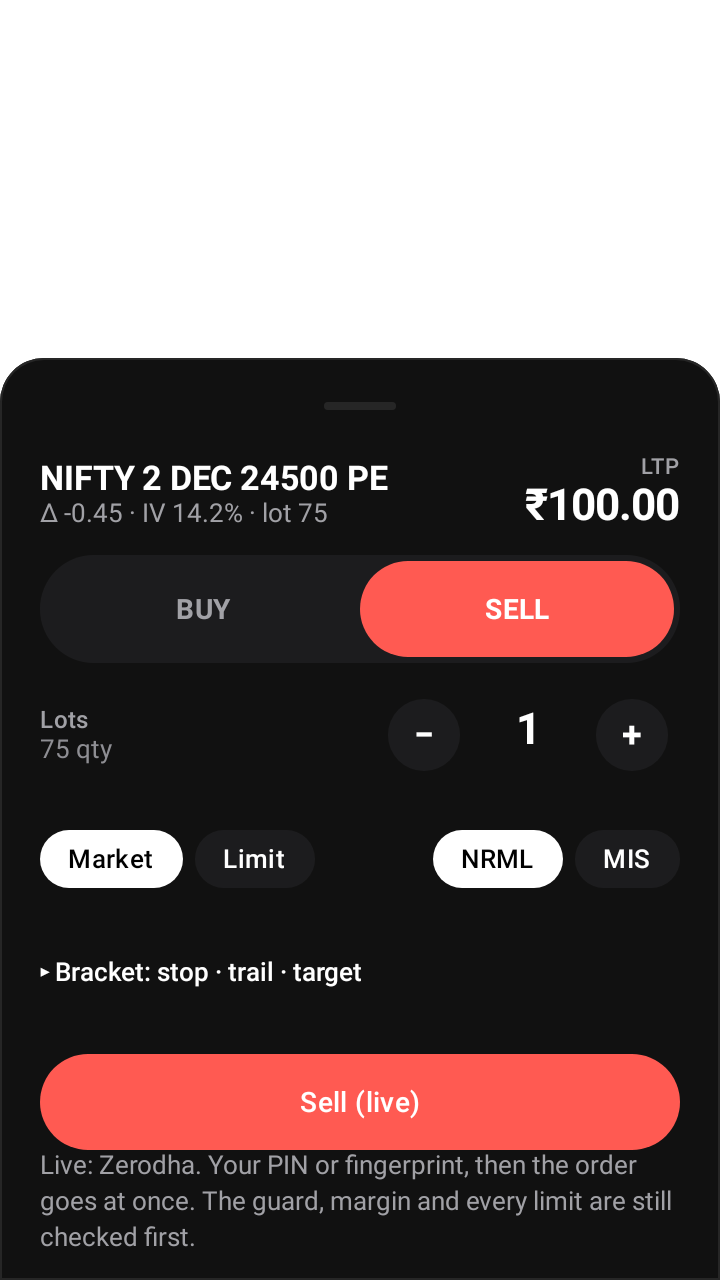 NIFTY 2 DEC 24500 PE
Δ -0.45 · IV 14.2% · lot 75
LTP
₹100.00
BUY
SELL
Lots
75 qty
−
1
+
Market
Limit
NRML
MIS
▸ Bracket: stop · trail · target
Sell (live)
Live: Zerodha. Your PIN or fingerprint, then the order
goes at once. The guard, margin and every limit are still
checked first.